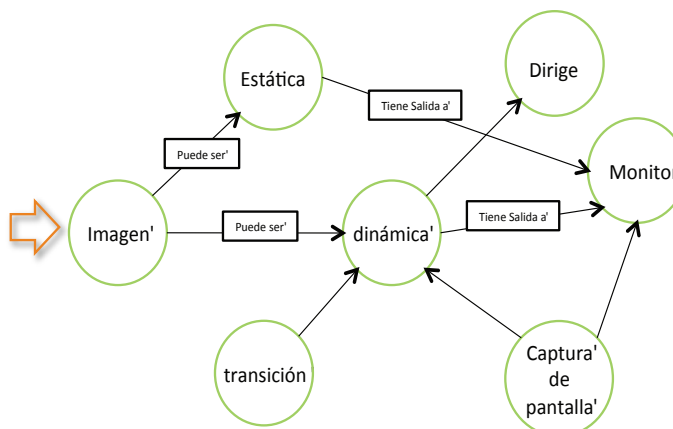 Estática
Dirige
Tiene Salida a'
Puede ser'
Monitor
Imagen'
Puede ser'
dinámica'
Tiene Salida a'
transición
Captura'
de
pantalla'